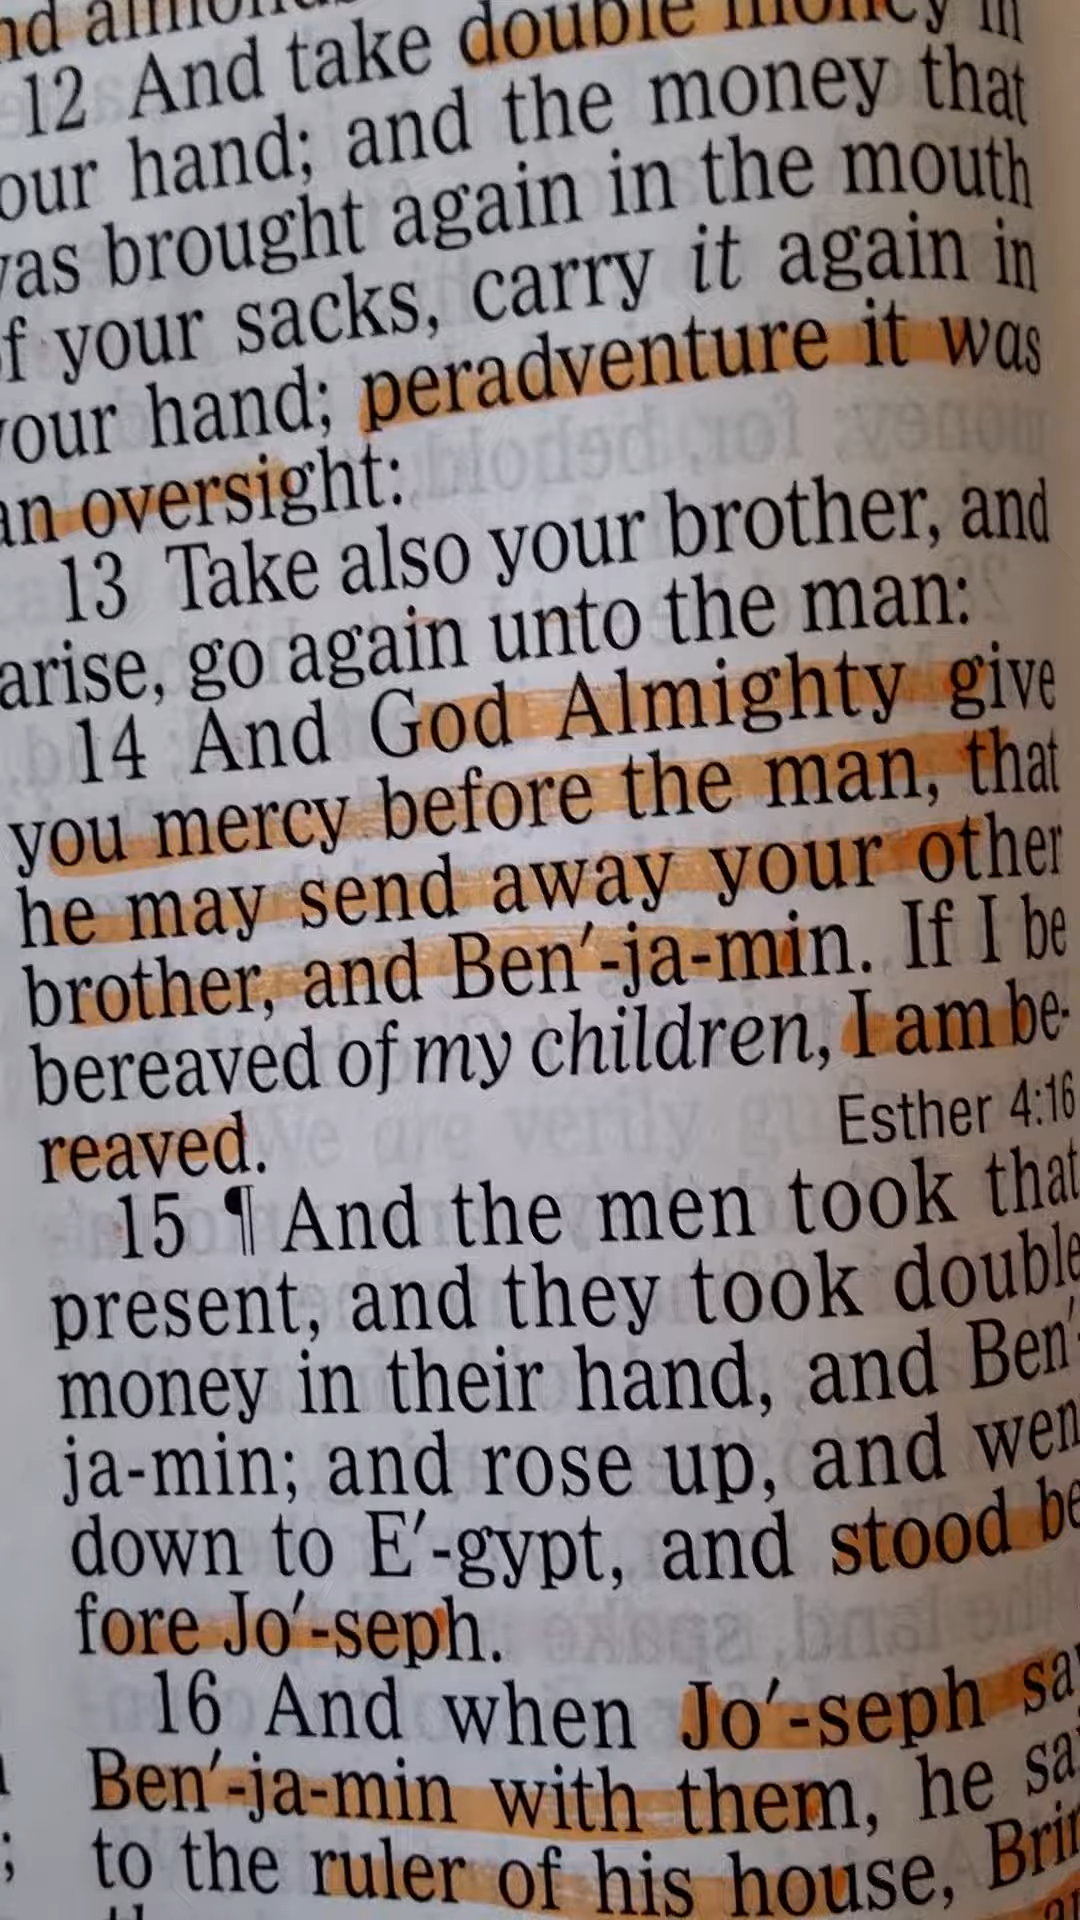 nd almonds
12 And take double money in
our hand; and the money that
as brought again in the mouth
f your sacks, carry it again in
our hand; peradventure it was
an oversight:
13 Take also your brother, and
arise, go again unto the man:
14 And God Almighty give
you mercy before the man, that
he may send away your other
brother, and Ben′-ja-min. If I be
bereaved of my children, I am be-
reaved.
Esther 4:16
15 ¶ And the men took that
present, and they took double
money in their hand, and Ben′-
ja-min; and rose up, and wen
down to E′-gypt, and stood be
fore Jo′-seph.
16 And when Jo′-seph sa
Ben′-ja-min with them, he sa
to the ruler of his house, Brin